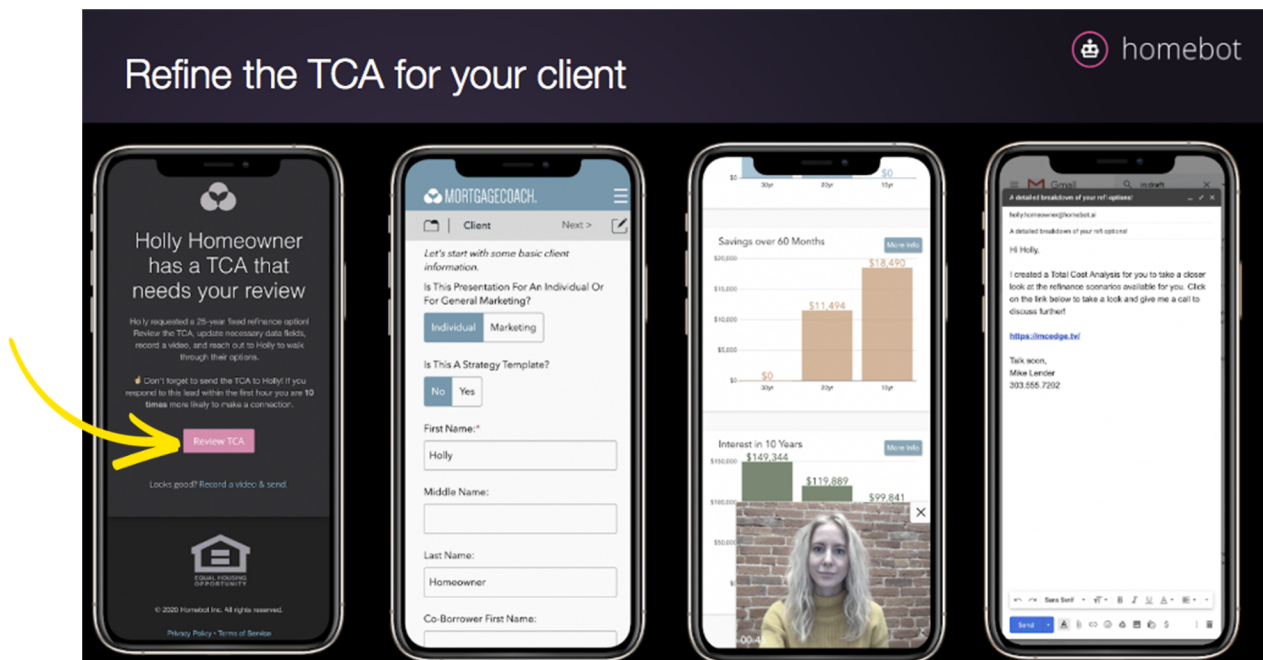 Refine the TCA for your client
homebot
Holly Homeowner
has a TCA that
needs your review
Holly requested a 25-year fixed refinance option!
Review the TCA, update necessary data fields,
record a video, and reach out to Holly to walk
through their options.
☝ Don't forget to send the TCA to Holly! If you
respond to this lead within the first hour you are 10
times more likely to make a connection.
Review TCA
Looks good? Record a video & send!
EQUAL HOUSING
OPPORTUNITY
© 2020 Homebot Inc. All rights reserved.
Privacy Policy • Terms of Service
MORTGAGECOACH.
Client
Next >
Let's start with some basic client
information.
Is This Presentation For An Individual Or
For General Marketing?
Individual Marketing
Is This A Strategy Template?
No Yes
First Name:*
Holly
Middle Name:
Last Name:
Homeowner
Co-Borrower First Name:
$0
$0
30yr 20yr 15yr
Savings over 60 Months
More Info
$20,000
$18,490
$15,000
$11,494
$10,000
$5,000
$0
$0
30yr 20yr 15yr
Interest in 10 Years
More Info
$150,000
$149,344
$119,889
$99,841
$100,000
$50,000
00:45
Gmail
in:draft
A detailed breakdown of your refi options!
holly.homeowner@homebot.ai
A detailed breakdown of your refi options!
Hi Holly,
I created a Total Cost Analysis for you to take a closer
look at the refinance scenarios available for you. Click
on the link below to take a look and give me a call to
discuss further!
https://mcedge.tv/
Talk soon,
Mike Lender
303.555.7202
Sans Serif
Send